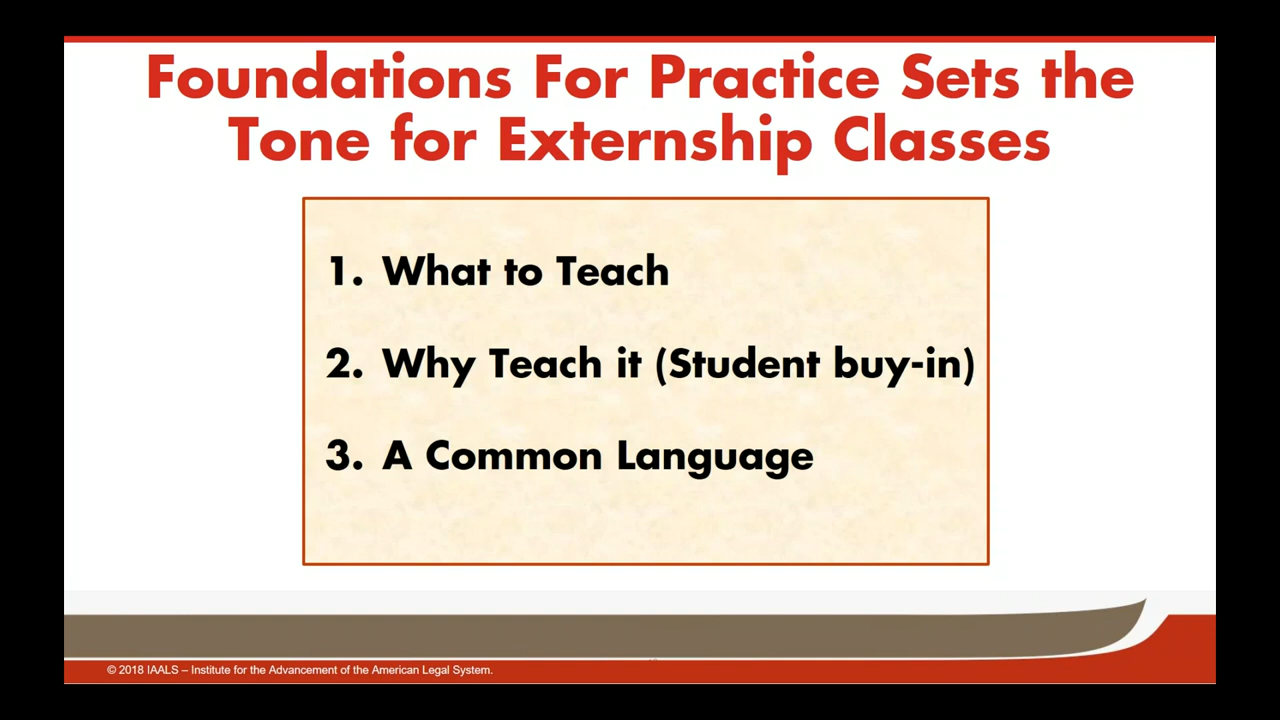 Foundations For Practice Sets the
Tone for Externship Classes
1. What to Teach
2. Why Teach it (Student buy-in)
3. A Common Language
© 2018 IAALS – Institute for the Advancement of the American Legal System.